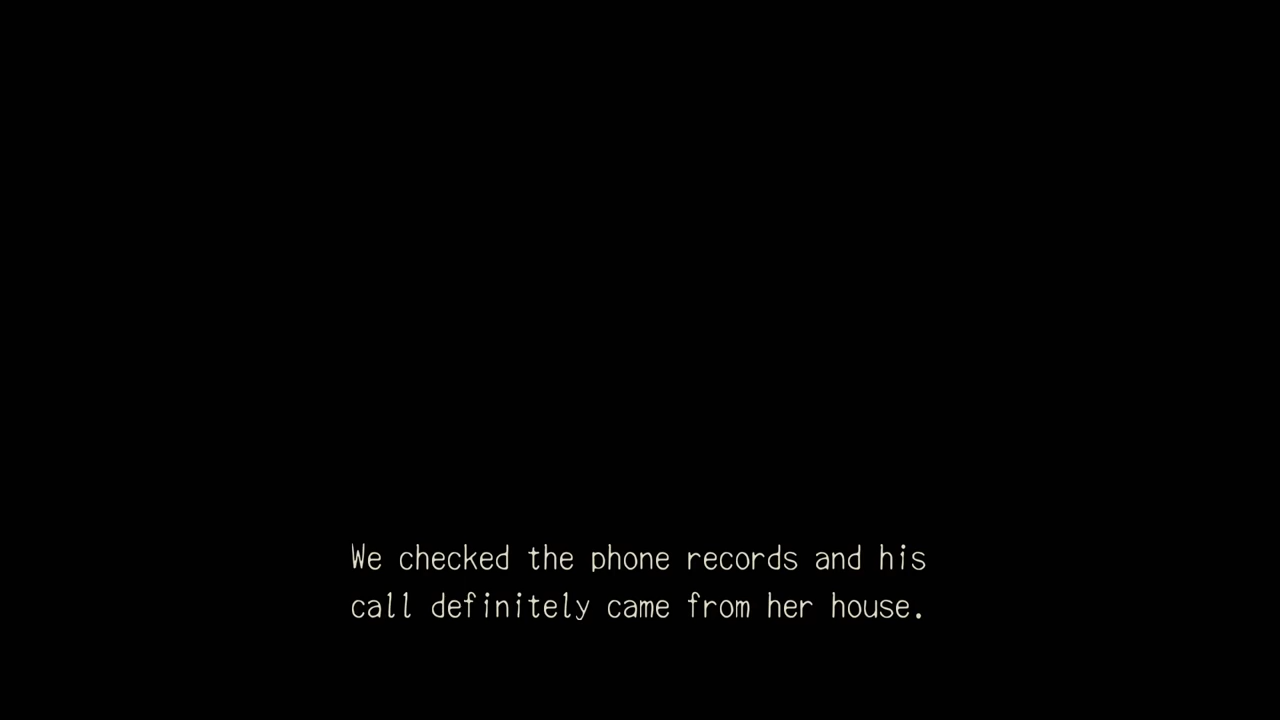 We checked the phone records and his
call definitely came from her house.